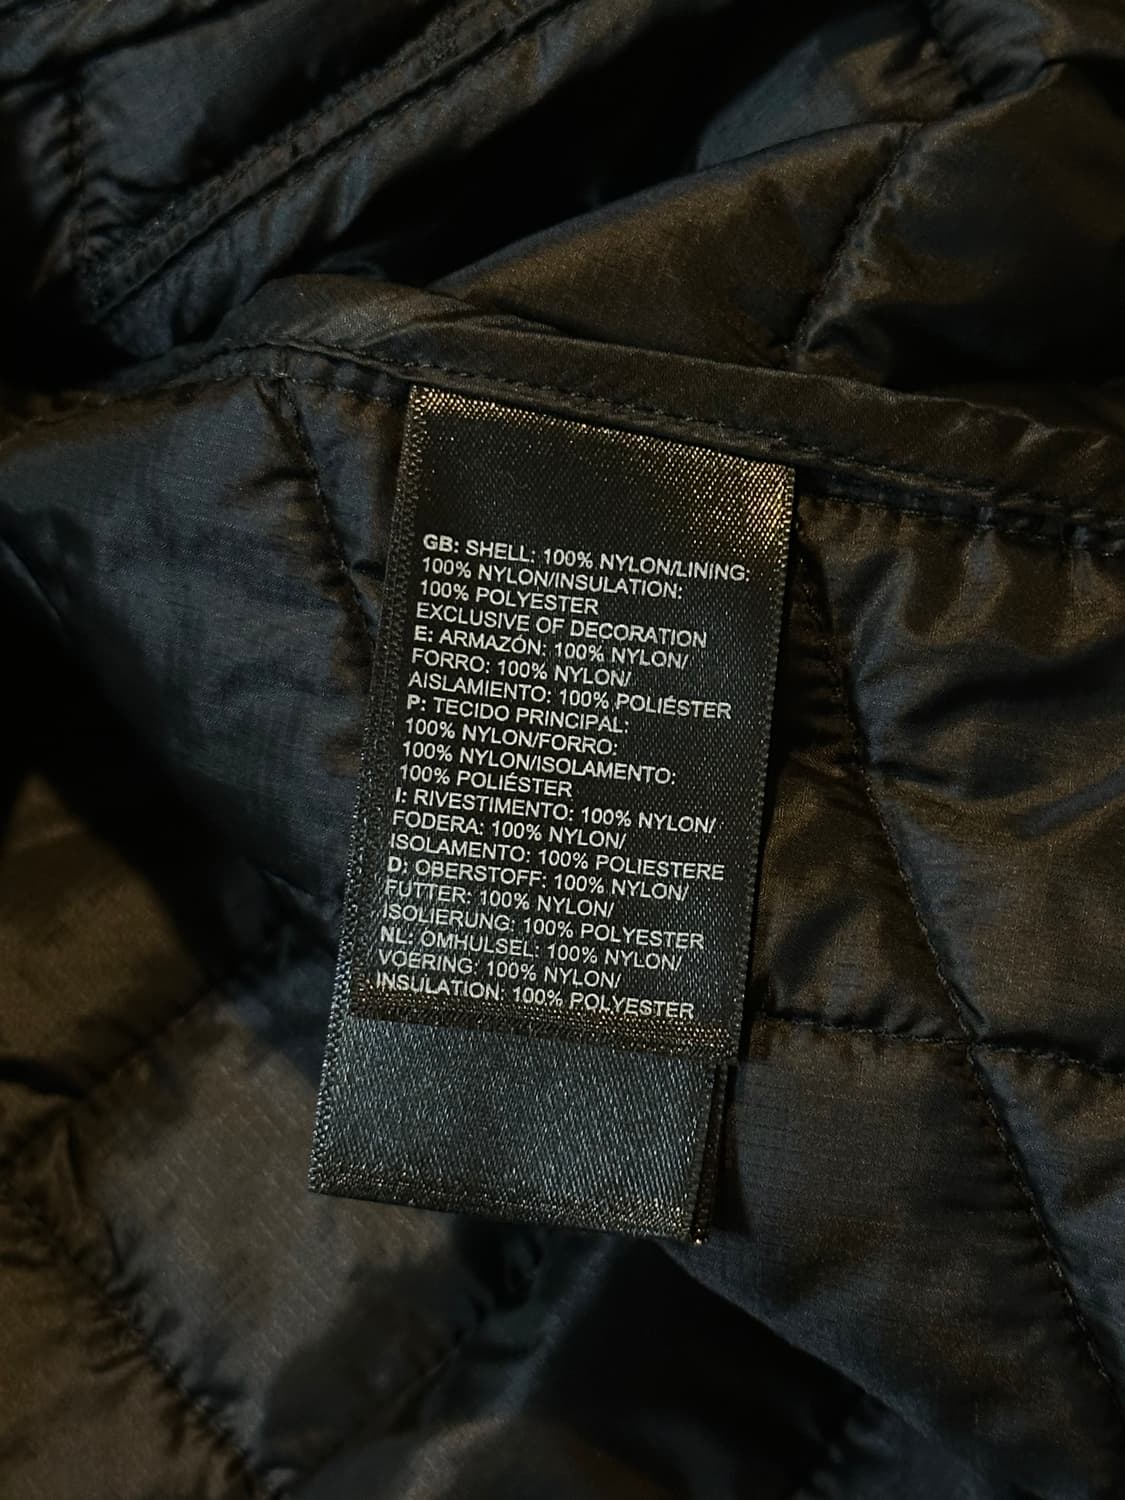 GB: SHELL: 100% NYLON/LINING:
100% NYLON/INSULATION:
100% POLYESTER
EXCLUSIVE OF DECORATION
E: ARMAZÓN: 100% NYLON/
FORRO: 100% NYLON/
AISLAMIENTO: 100% POLIÉSTER
P: TECIDO PRINCIPAL:
100% NYLON/FORRO:
100% NYLON/ISOLAMENTO:
100% POLIÉSTER
I: RIVESTIMENTO: 100% NYLON/
FODERA: 100% NYLON/
ISOLAMENTO: 100% POLIESTERE
D: OBERSTOFF: 100% NYLON/
FUTTER: 100% NYLON/
ISOLIERUNG: 100% POLYESTER
NL: OMHULSEL: 100% NYLON/
VOERING: 100% NYLON/
INSULATION: 100% POLYESTER